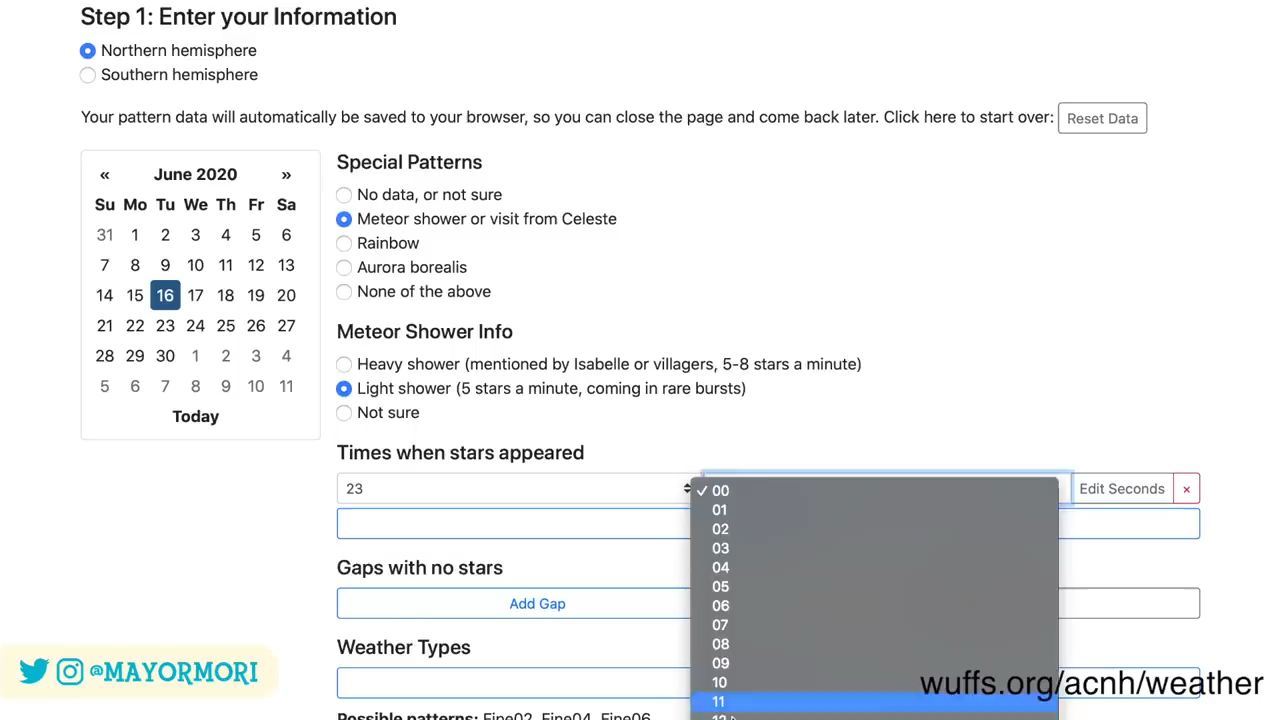 Step 1: Enter your Information
Northern hemisphere
Southern hemisphere
Your pattern data will automatically be saved to your browser, so you can close the page and come back later. Click here to start over: Reset Data
« June 2020 »
Su Mo Tu We Th Fr Sa
31 1 2 3 4 5 6
7 8 9 10 11 12 13
14 15 16 17 18 19 20
21 22 23 24 25 26 27
28 29 30 1 2 3 4
5 6 7 8 9 10 11
Today
Special Patterns
No data, or not sure
Meteor shower or visit from Celeste
Rainbow
Aurora borealis
None of the above
Meteor Shower Info
Heavy shower (mentioned by Isabelle or villagers, 5-8 stars a minute)
Light shower (5 stars a minute, coming in rare bursts)
Not sure
Times when stars appeared
23
✓ 00
01
02
03
04
05
06
07
08
09
10
11
12
Edit Seconds ×
Gaps with no stars
Add Gap
Weather Types
Possible patterns: Fine02, Fine04, Fine06
@MAYORMORI
wuffs.org/acnh/weather